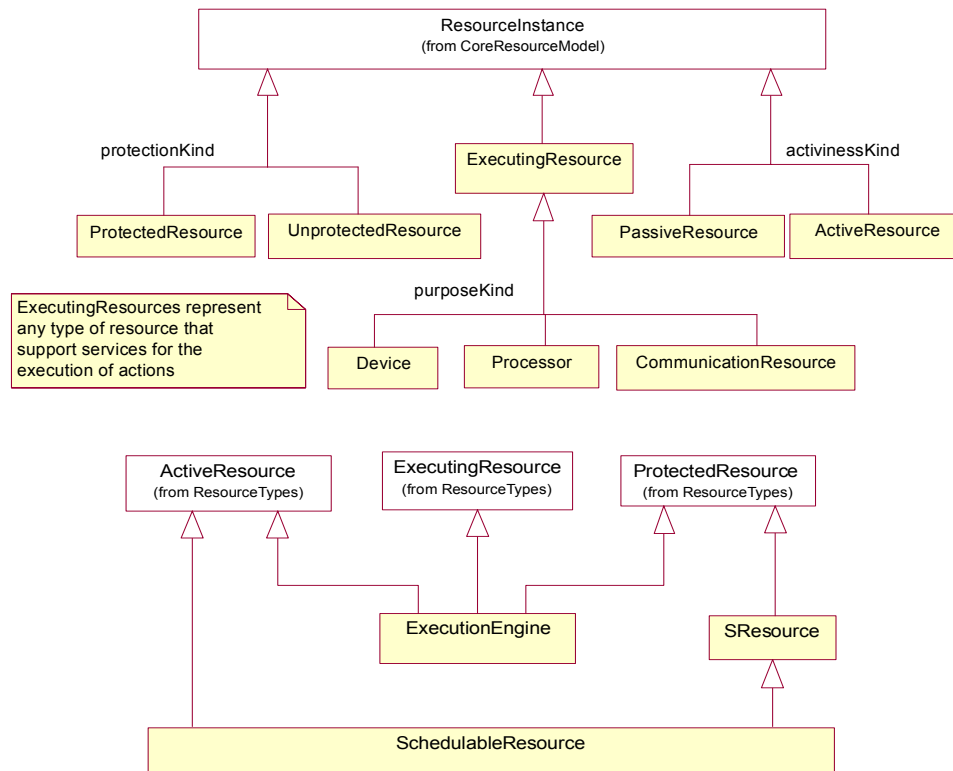 ResourceInstance
(from CoreResourceModel)
protectionKind
activinessKind
ExecutingResource
ProtectedResource
UnprotectedResource
PassiveResource
ActiveResource
ExecutingResources represent
any type of resource that
support services for the
execution of actions
purposeKind
Device
Processor
CommunicationResource
ActiveResource
(from ResourceTypes)
ExecutingResource
(from ResourceTypes)
ProtectedResource
(from ResourceTypes)
ExecutionEngine
SResource
SchedulableResource